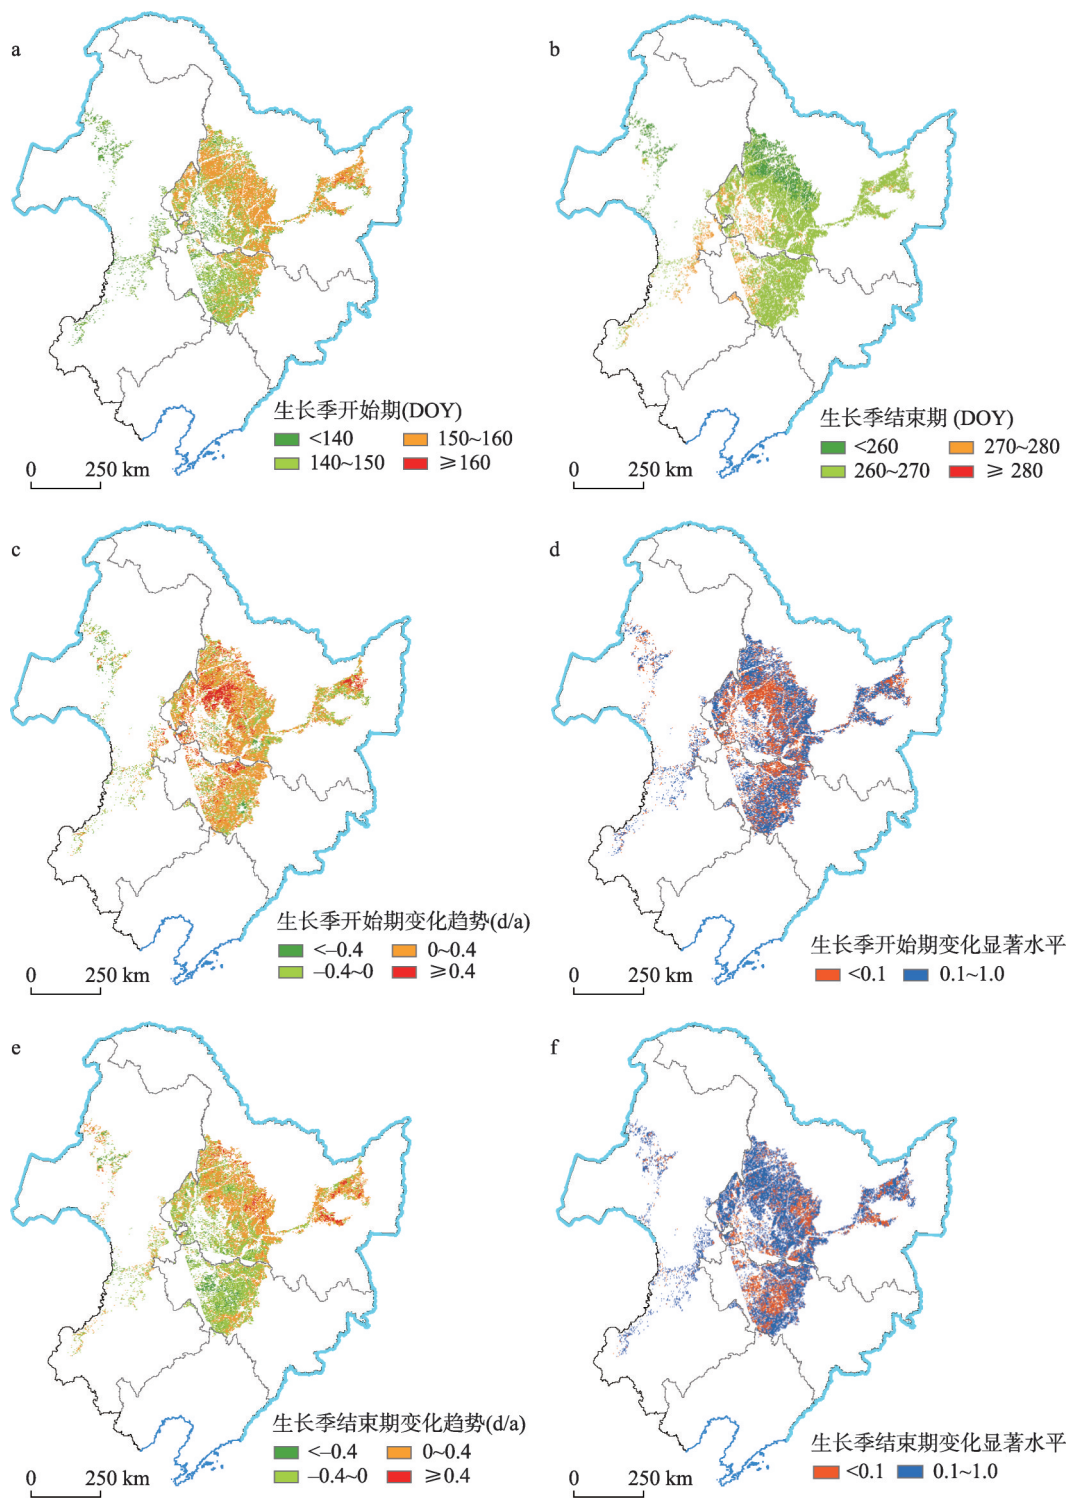 a
生长季开始期(DOY)
<140 150~160
140~150 ≥160
0 250 km
b
生长季结束期 (DOY)
<260 270~280
260~270 ≥ 280
0 250 km
c
生长季开始期变化趋势(d/a)
<–0.4 0~0.4
–0.4~0 ≥0.4
0 250 km
d
生长季开始期变化显著水平
<0.1 0.1~1.0
0 250 km
e
生长季结束期变化趋势(d/a)
<–0.4 0~0.4
–0.4~0 ≥0.4
0 250 km
f
生长季结束期变化显著水平
<0.1 0.1~1.0
0 250 km